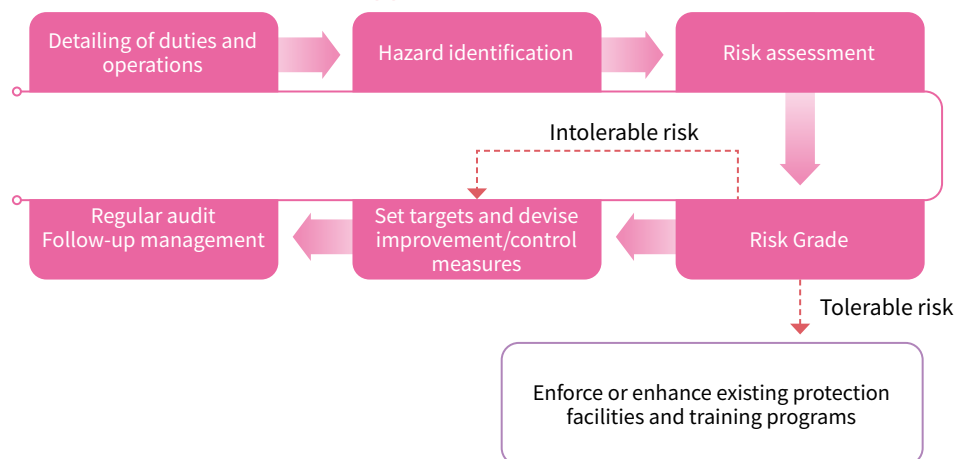 Detailing of duties and
operations
Hazard identification
Risk assessment
Intolerable risk
Regular audit
Follow-up management
Set targets and devise
improvement/control
measures
Risk Grade
Tolerable risk
Enforce or enhance existing protection
facilities and training programs